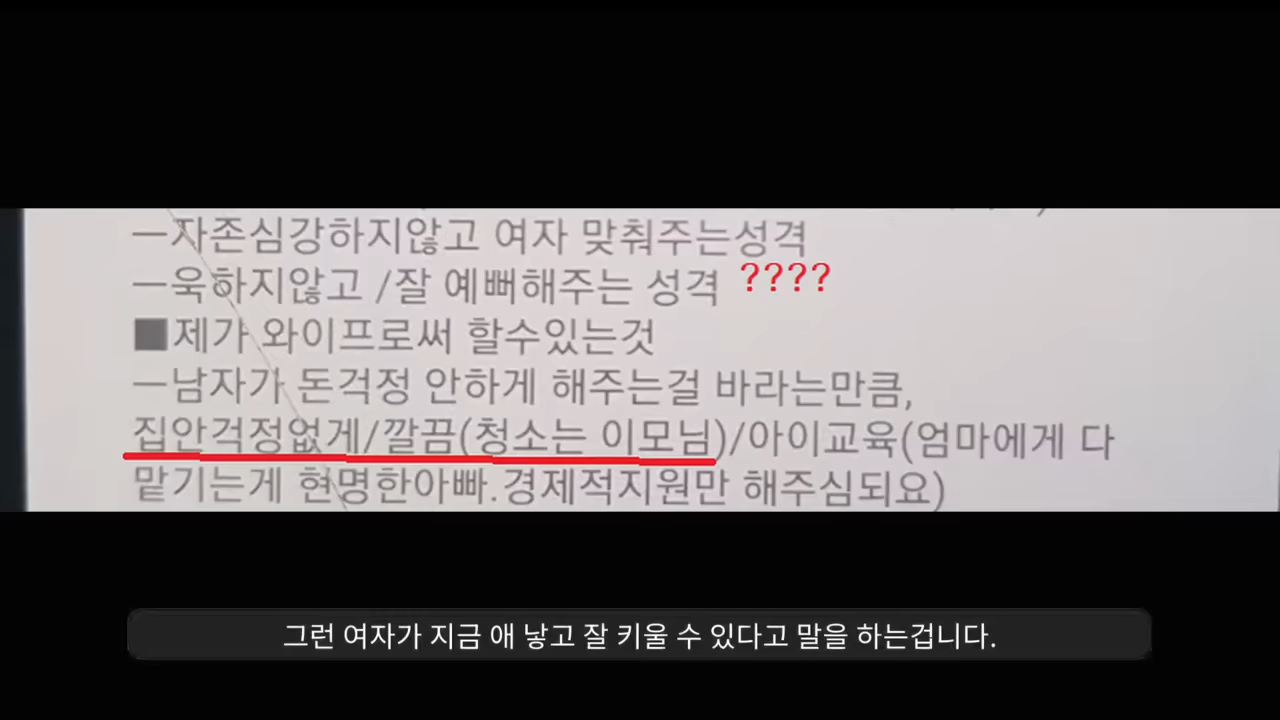 ㅡ자존심강하지않고 여자 맞춰주는성격
ㅡ욱하지않고 /잘 예뻐해주는 성격 ????
■제가 와이프로써 할수있는것
ㅡ남자가 돈걱정 안하게 해주는걸 바라는만큼,
집안걱정없게/깔끔(청소는 이모님)/아이교육(엄마에게 다
맡기는게 현명한아빠.경제적지원만 해주심되요)
그런 여자가 지금 애 낳고 잘 키울 수 있다고 말을 하는겁니다.